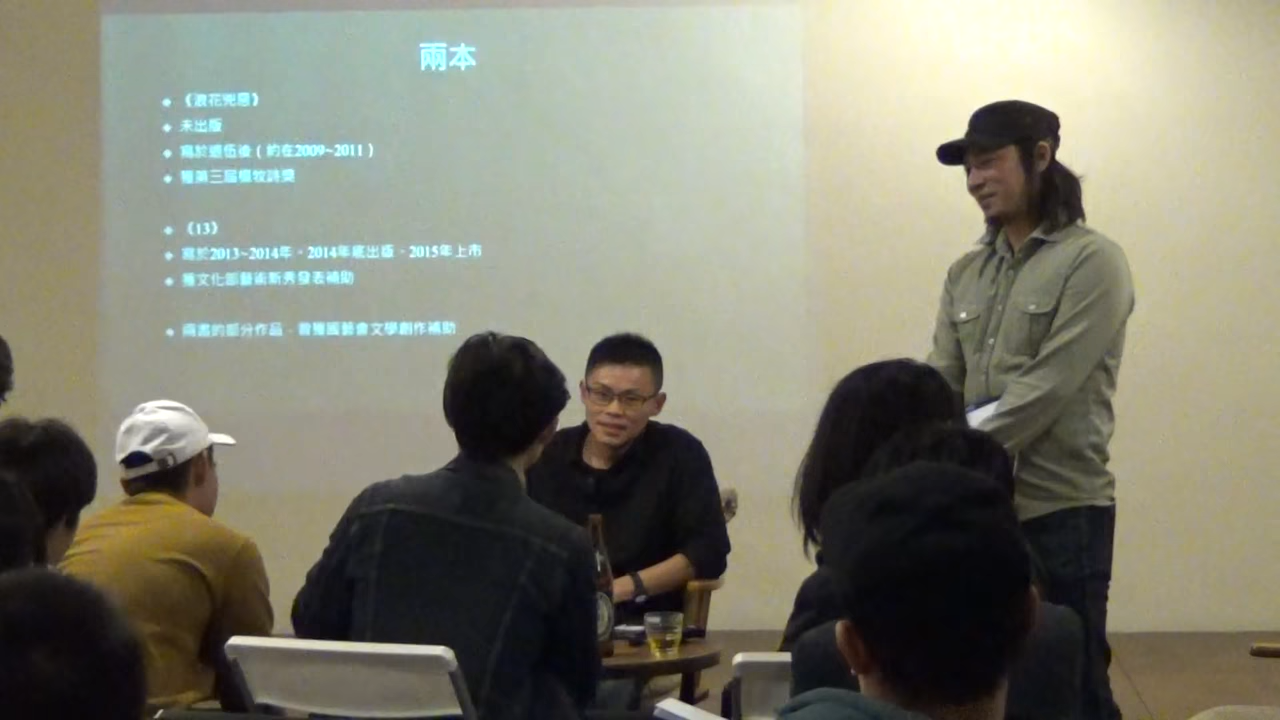 兩本
《浪花兇惡》
未出版
寫於退伍後（約在2009~2011）
獲第三屆楊牧詩獎
《13》
寫於2013~2014年，2014年底出版，2015年上市
獲文化部藝術新秀發表補助
兩書的部分作品，曾獲國藝會文學創作補助